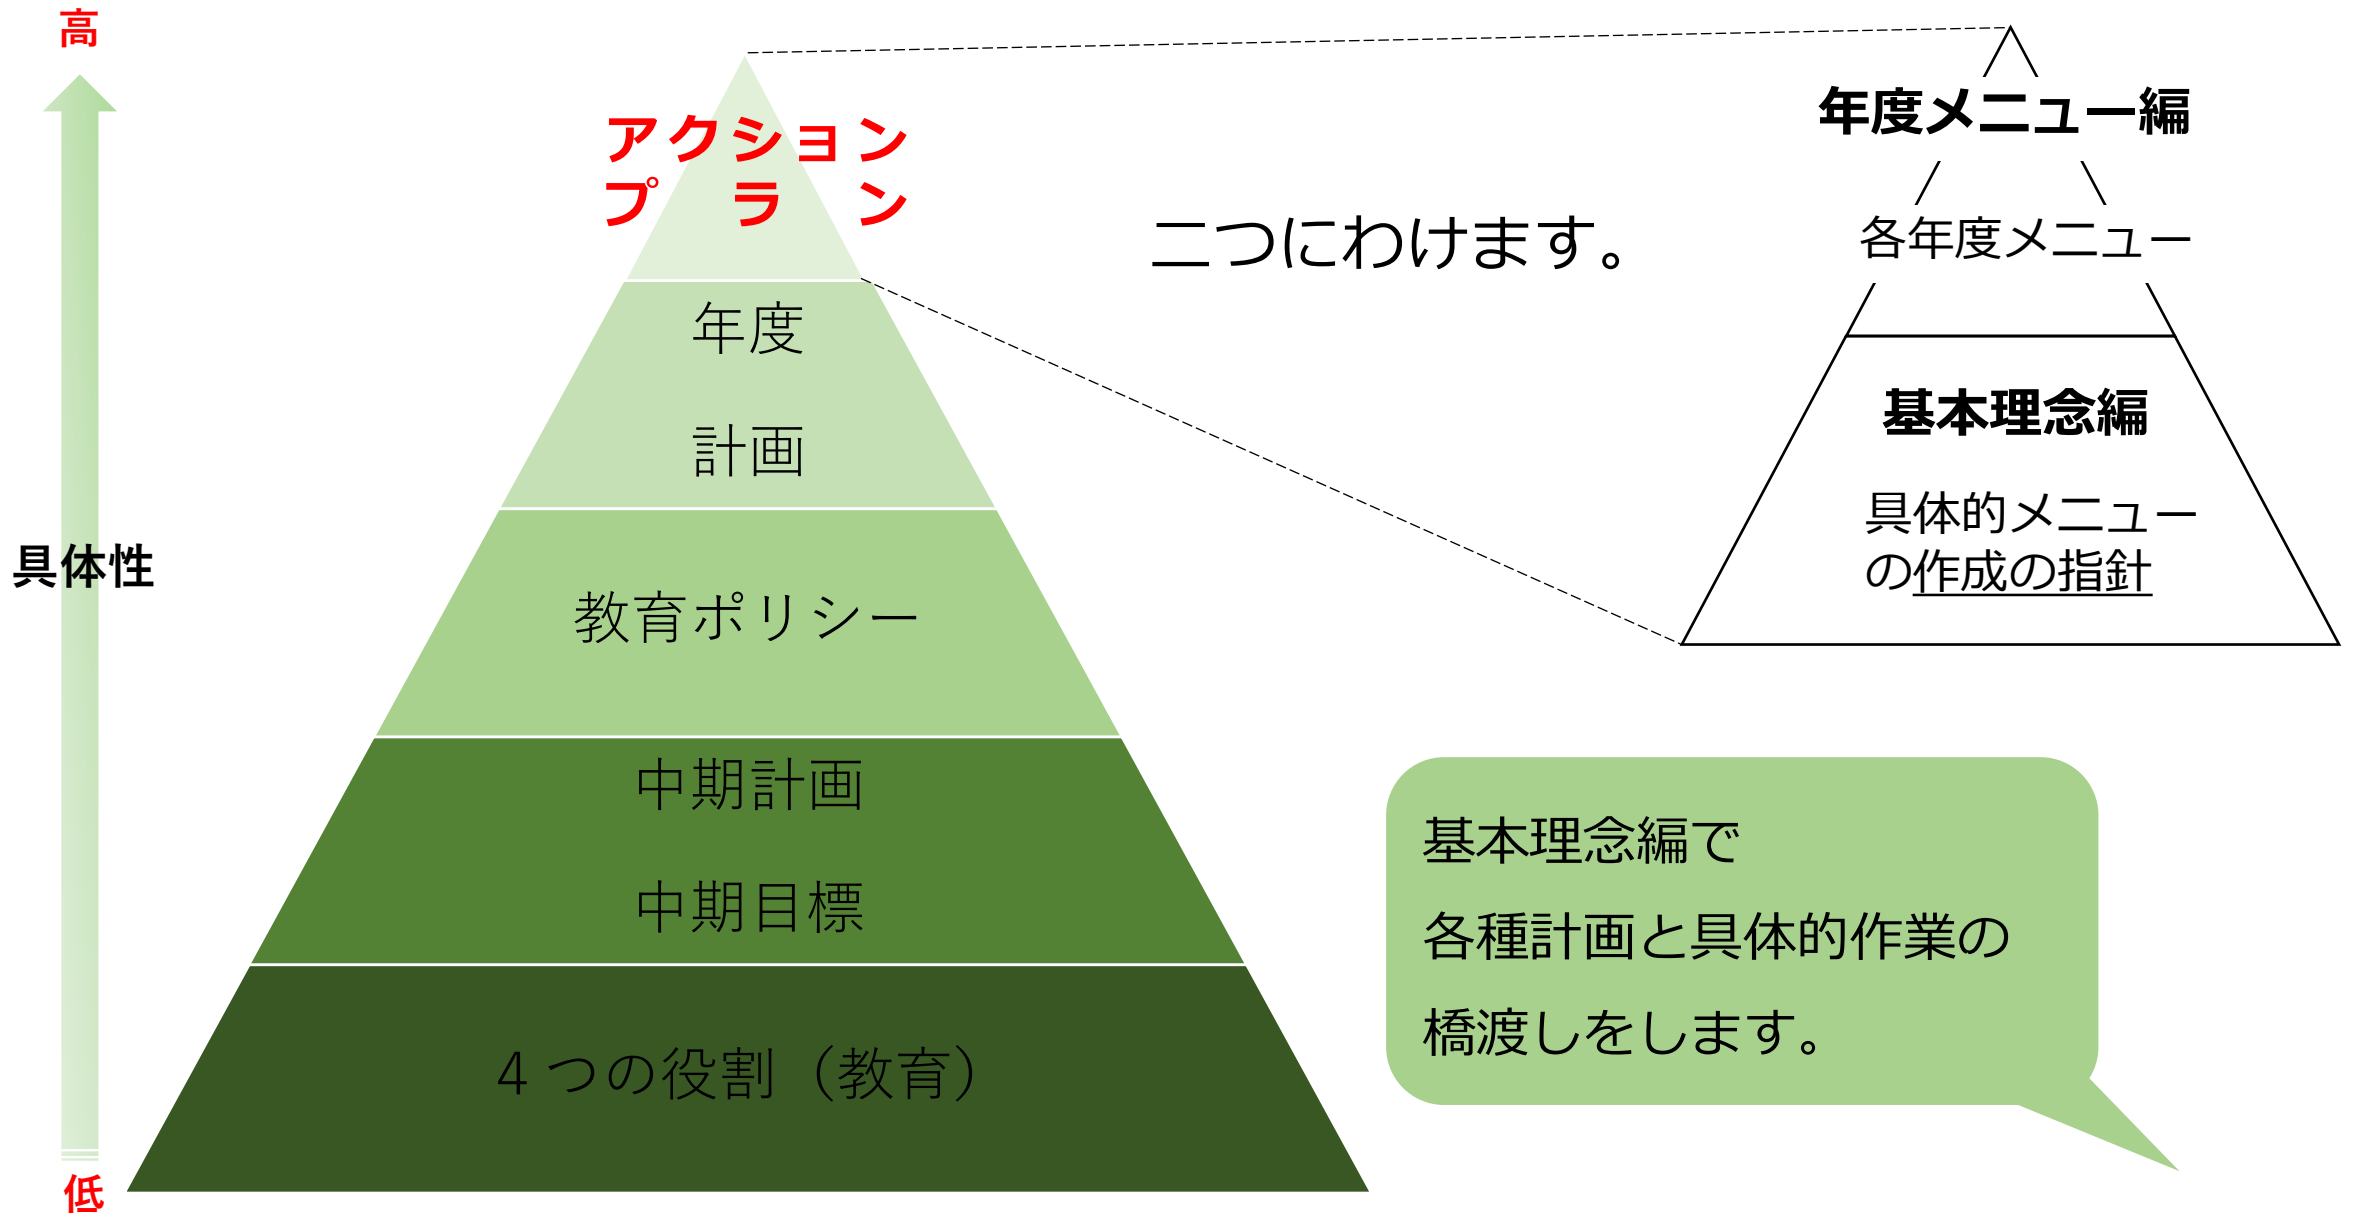 高
具体性
低
アクション
プラン
年度
計画
教育ポリシー
中期計画
中期目標
4つの役割（教育）
二つにわけます。
年度メニュー編
各年度メニュー
基本理念編
具体的メニュー
の作成の指針
基本理念編で
各種計画と具体的作業の
橋渡しをします。